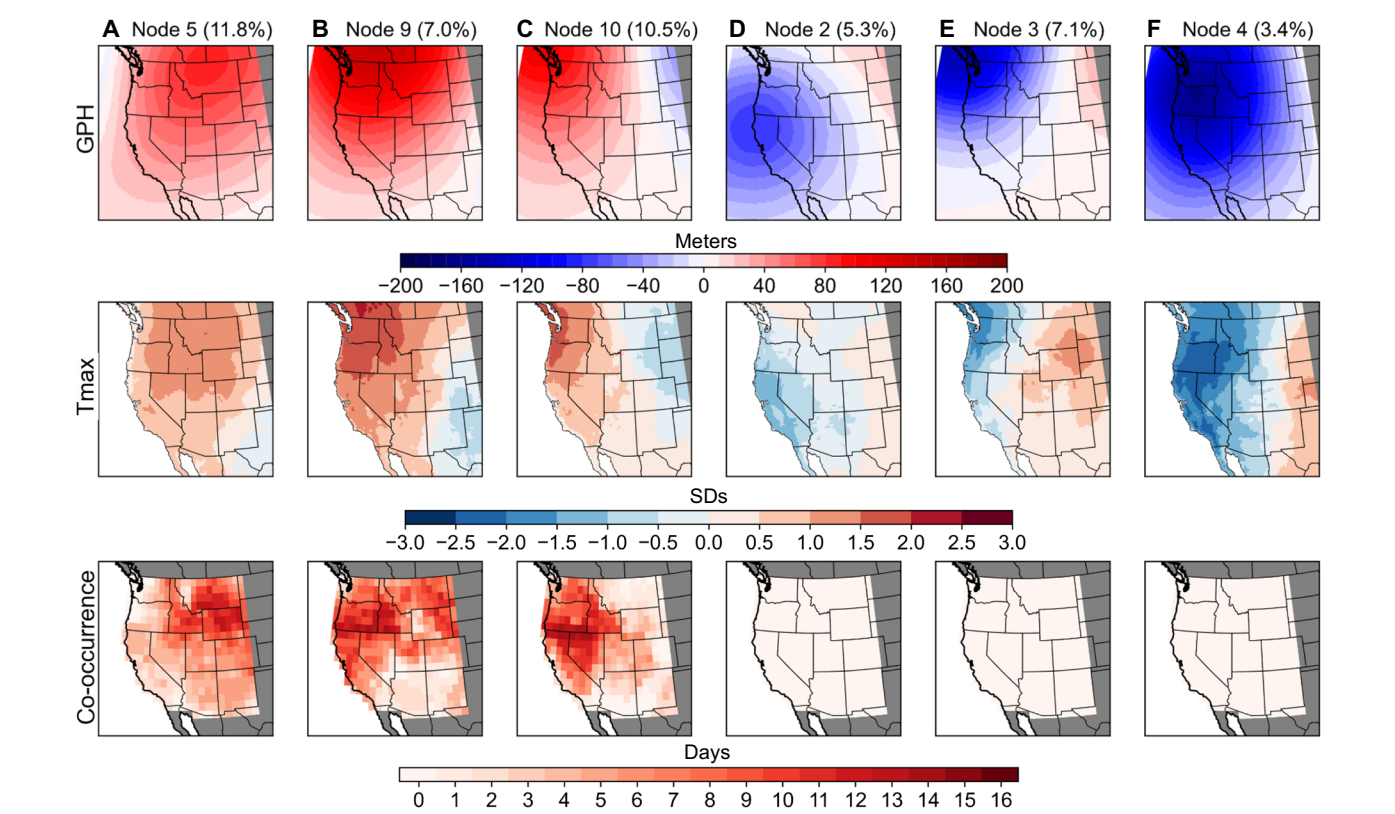 A Node 5 (11.8%) B Node 9 (7.0%) C Node 10 (10.5%) D Node 2 (5.3%) E Node 3 (7.1%) F Node 4 (3.4%)
GPH
Meters
−200 −160 −120 −80 −40 0 40 80 120 160 200
Tmax
SDs
−3.0 −2.5 −2.0 −1.5 −1.0 −0.5 0.0 0.5 1.0 1.5 2.0 2.5 3.0
Co-occurrence
Days
0 1 2 3 4 5 6 7 8 9 10 11 12 13 14 15 16